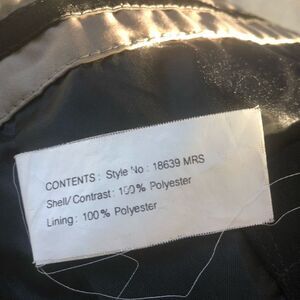 CONTENTS : Style No : 18639 MRS
Shell/Contrast : 100% Polyester
Lining : 100% Polyester